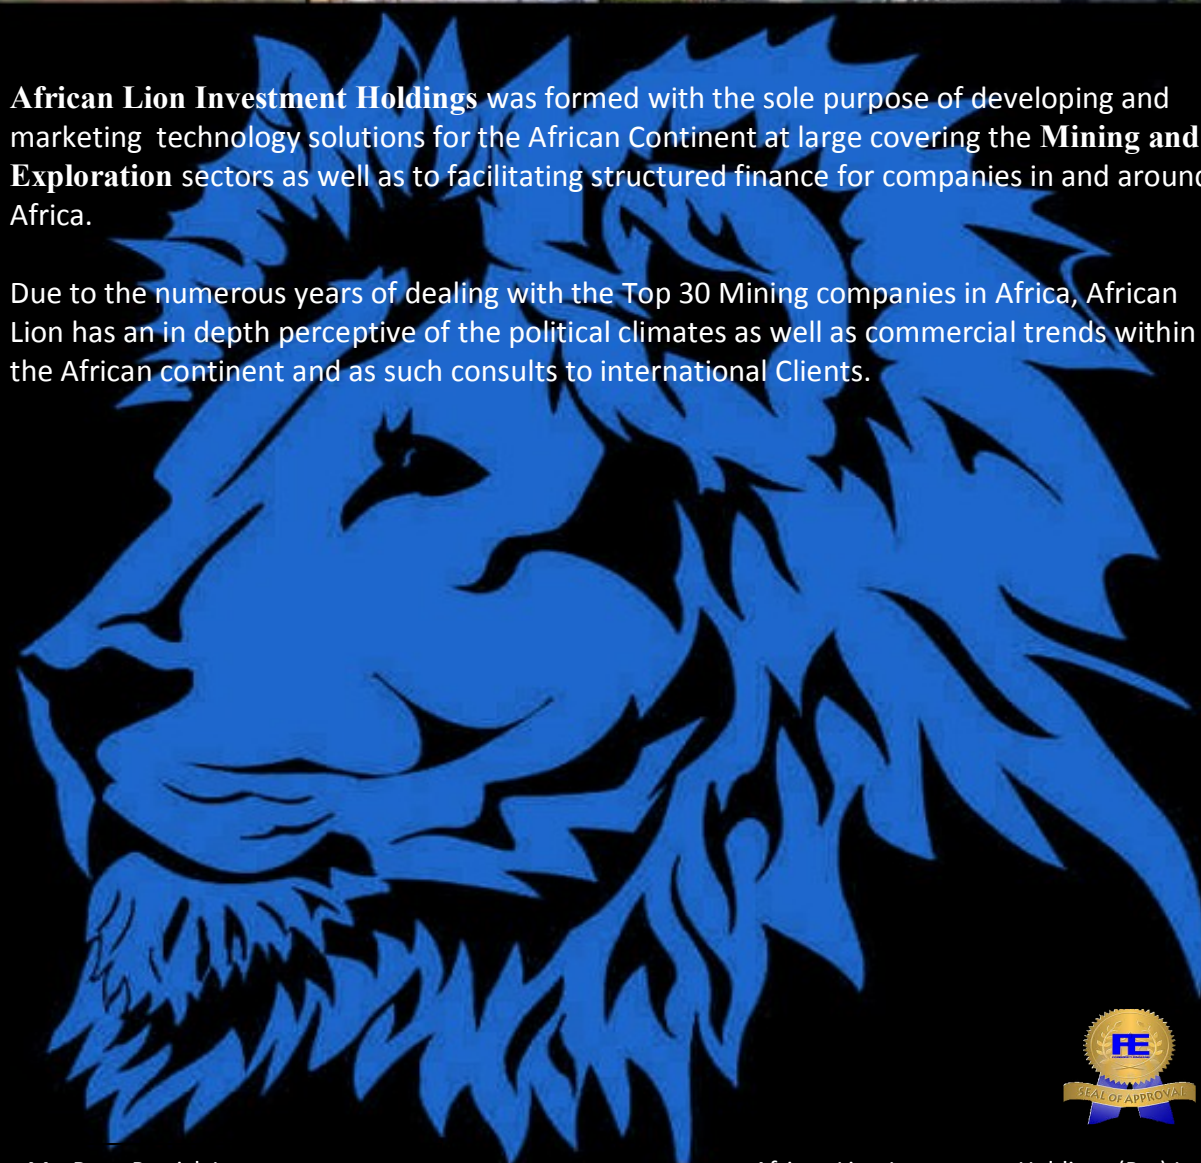 African Lion Investment Holdings was formed with the sole purpose of developing and
marketing technology solutions for the African Continent at large covering the Mining and
Exploration sectors as well as to facilitating structured finance for companies in and around
Africa.
Due to the numerous years of dealing with the Top 30 Mining companies in Africa, African
Lion has an in depth perceptive of the political climates as well as commercial trends within
the African continent and as such consults to international Clients.
FE
SEAL OF APPROVAL